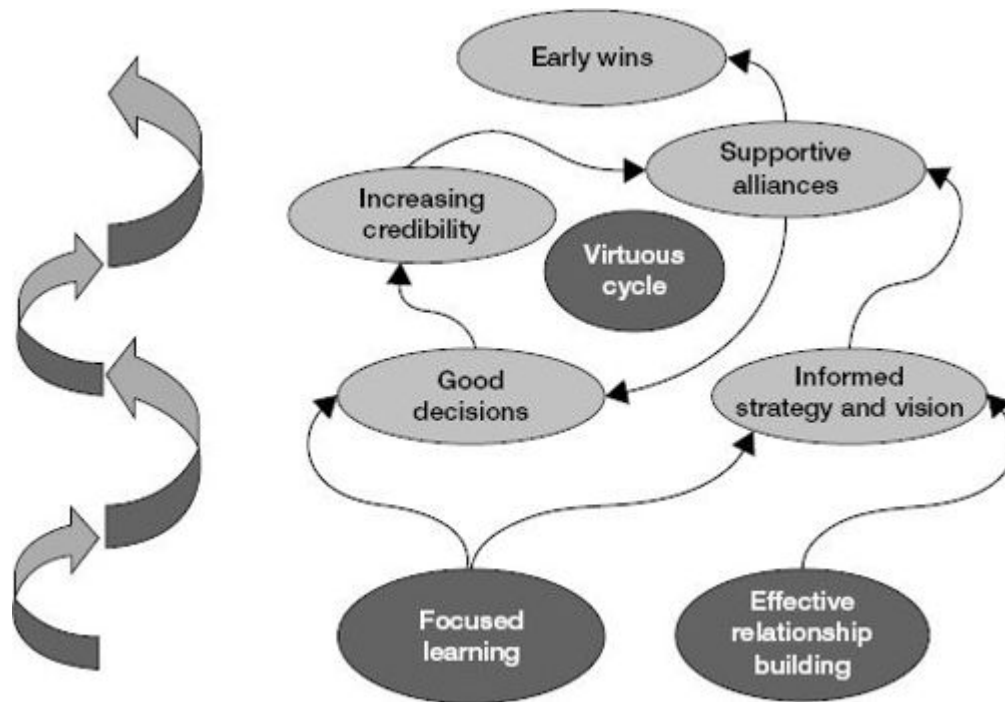 Early wins
Supportive
alliances
Increasing
credibility
Virtuous
cycle
Good
decisions
Informed
strategy and vision
Focused
learning
Effective
relationship
building